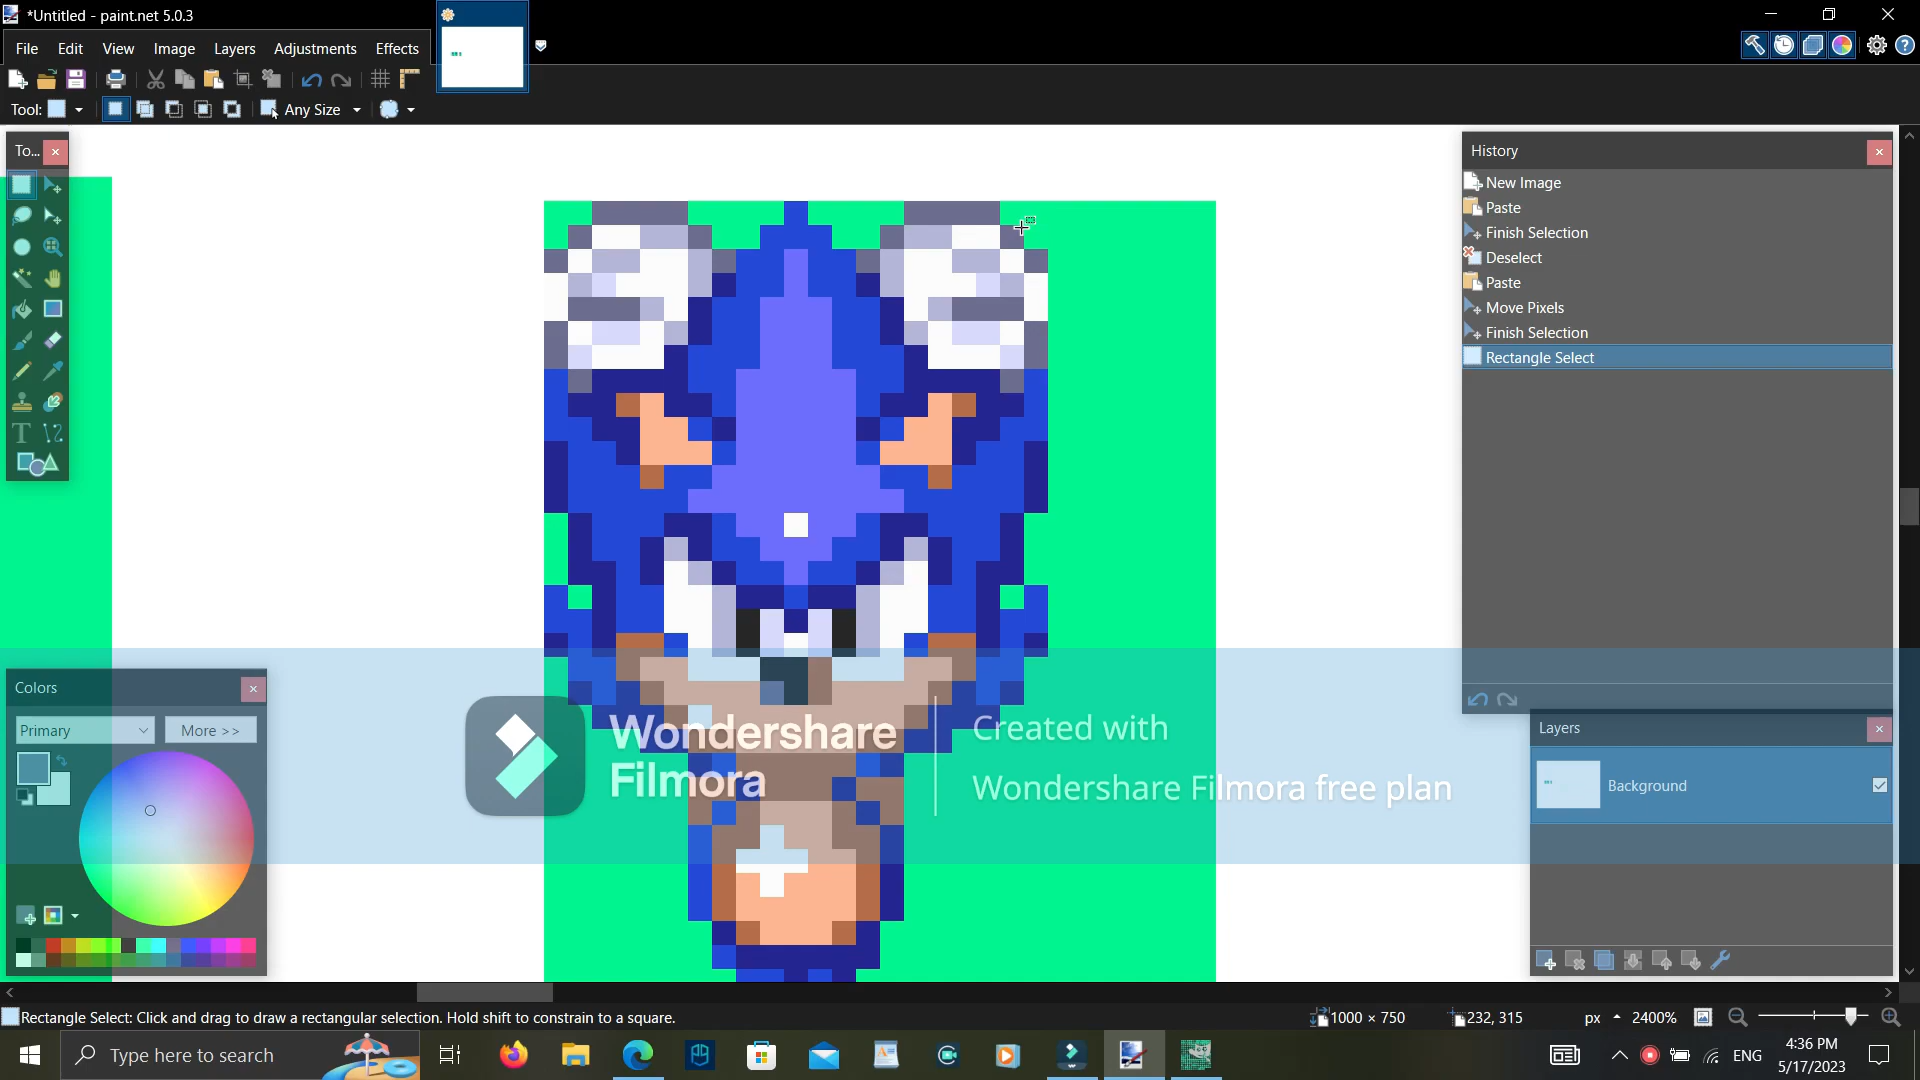 *Untitled - paint.net 5.0.3
File Edit View Image Layers Adjustments Effects
Tool: Any Size
To...
History
New Image
Paste
Finish Selection
Deselect
Paste
Move Pixels
Finish Selection
Rectangle Select
Colors
Primary More >>
Wondershare
Filmora
Created with
Wondershare Filmora free plan
Layers
Background
Rectangle Select: Click and drag to draw a rectangular selection. Hold shift to constrain to a square.
1000 × 750 232, 315 px 2400%
Type here to search
ENG
4:36 PM
5/17/2023